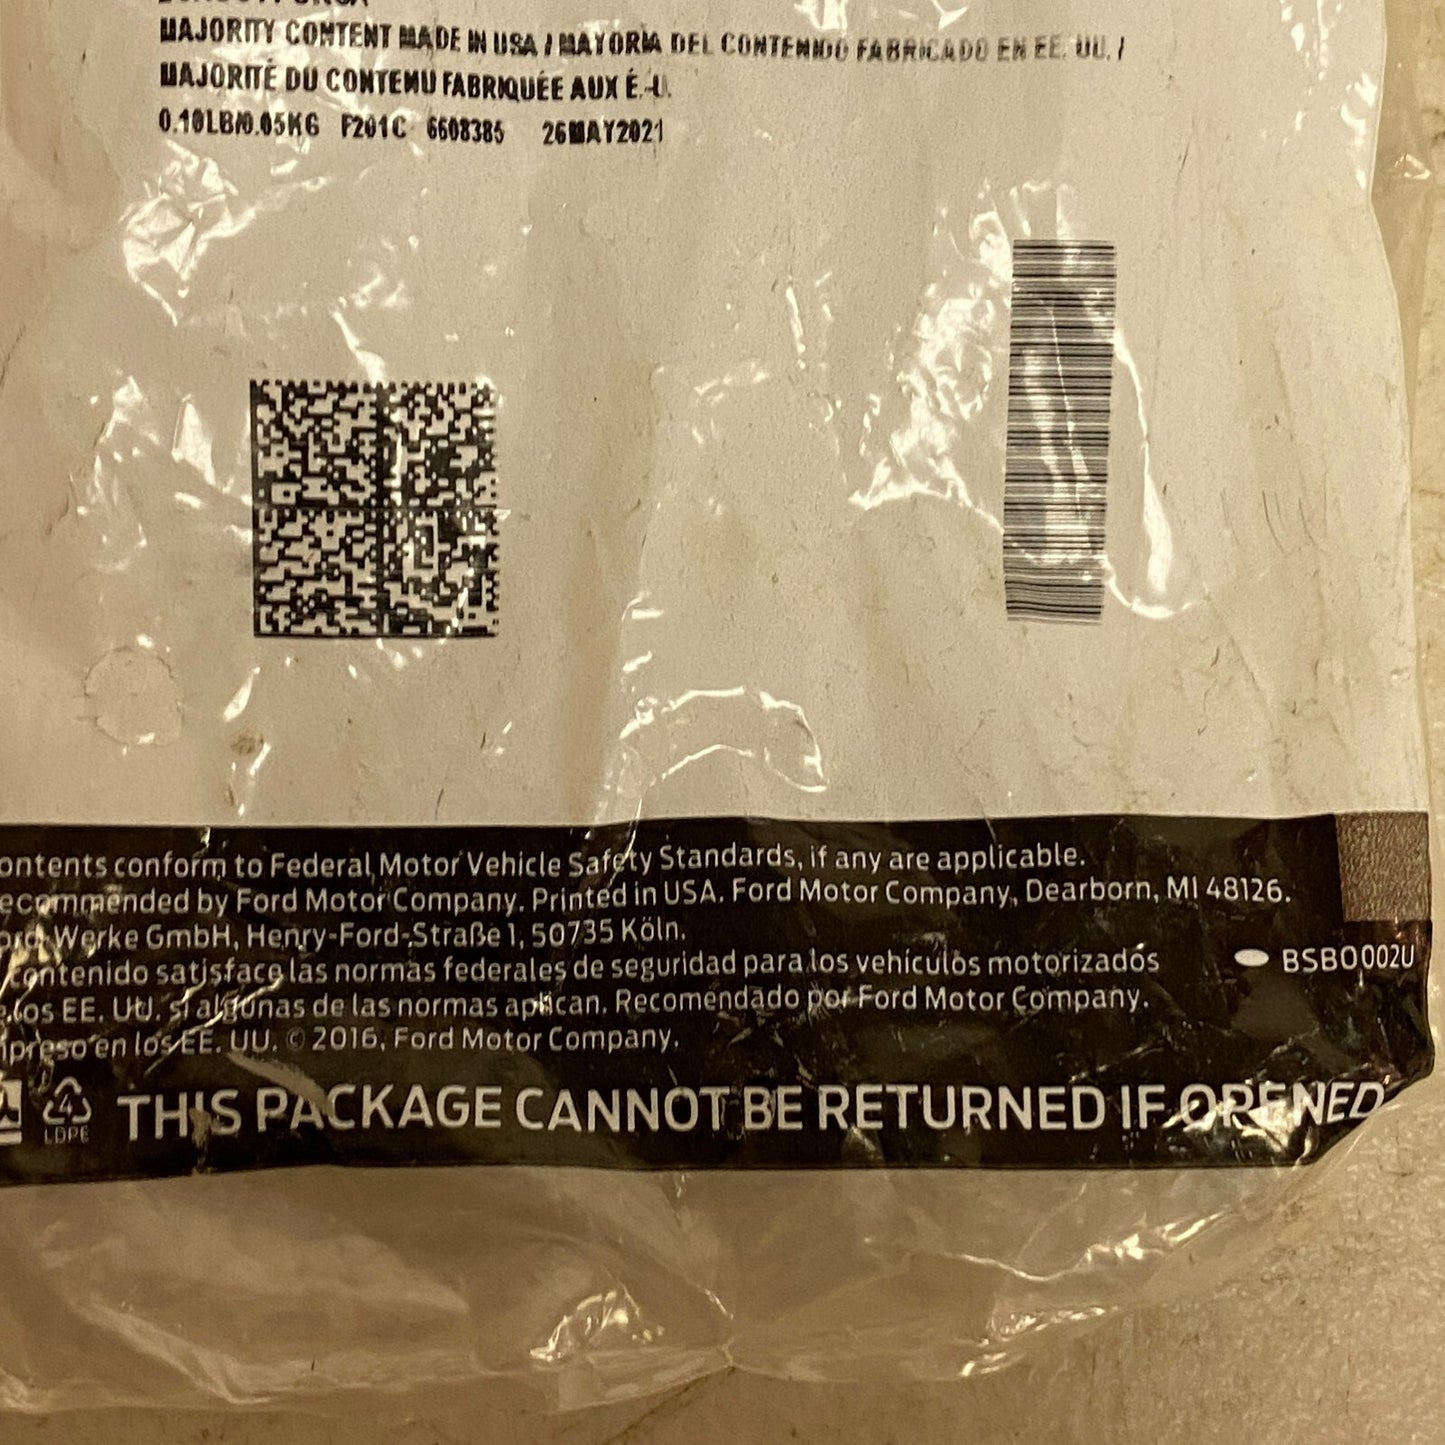 MAJORITY CONTENT MADE IN USA / MAYORIA DEL CONTENIDO FABRICADO EN EE. UU. /
MAJORITÉ DU CONTENU FABRIQUÉE AUX É.-U.
0.10LB/0.05KG F201C 6608385 26MAY2021
ontents conform to Federal Motor Vehicle Safety Standards, if any are applicable.
ecommended by Ford Motor Company. Printed in USA. Ford Motor Company, Dearborn, MI 48126.
ord-Werke GmbH, Henry-Ford-Straße 1, 50735 Köln.
contenido satisface las normas federales de seguridad para los vehículos motorizados
e los EE. UU. si algunas de las normas aplican. Recomendado por Ford Motor Company.
preso en los EE. UU. © 2016, Ford Motor Company.
BSBO002U
4
LDPE
THIS PACKAGE CANNOT BE RETURNED IF OPENED